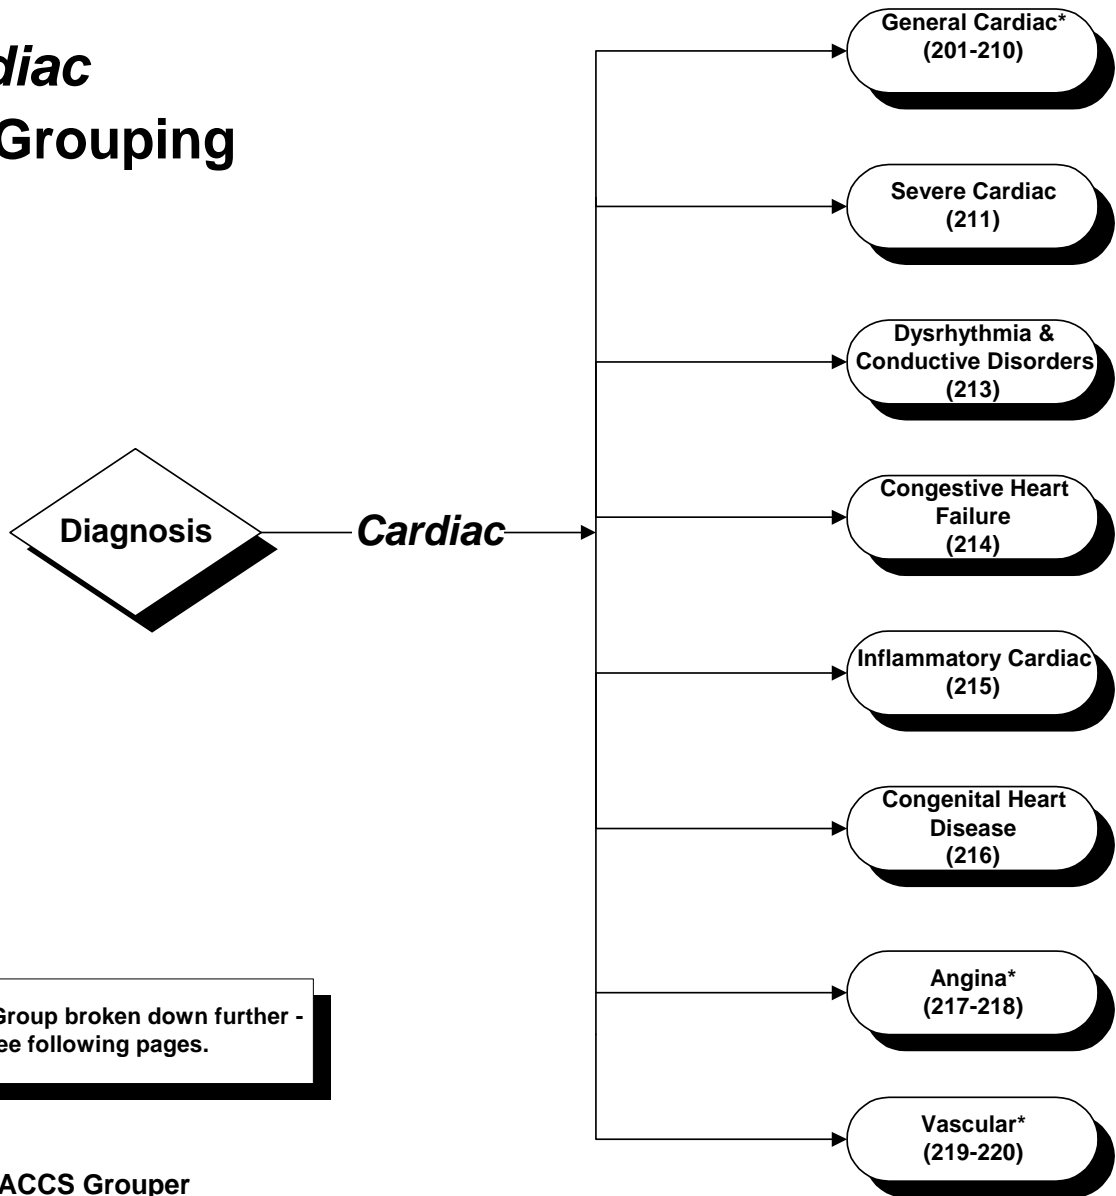 diac
Grouping
Diagnosis
Cardiac
General Cardiac*
(201-210)
Severe Cardiac
(211)
Dysrhythmia &
Conductive Disorders
(213)
Congestive Heart
Failure
(214)
Inflammatory Cardiac
(215)
Congenital Heart
Disease
(216)
Angina*
(217-218)
Vascular*
(219-220)
Group broken down further -
ee following pages.
ACCS Grouper